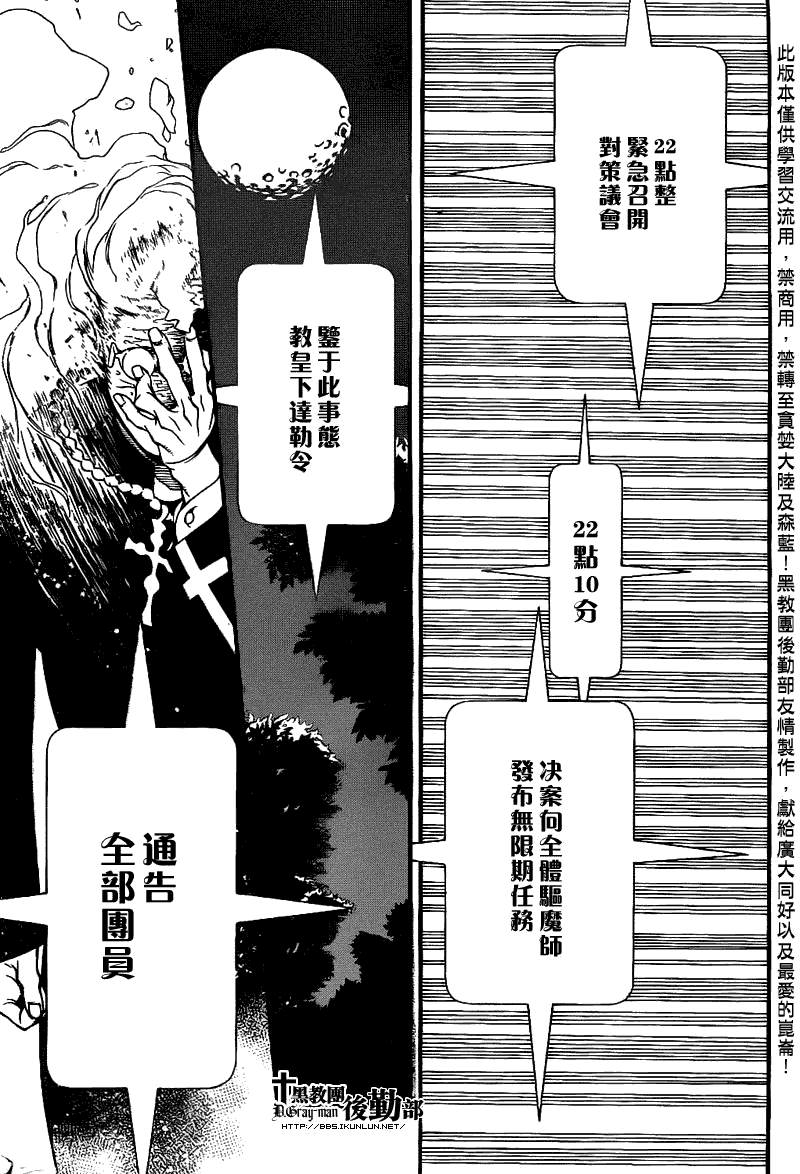 22點整
緊急召開
對策議會
22點10分
决案向全體驅魔師
發布無限期任務
鑒于此事態
教皇下達勒令
通告
全部團員
此版本僅供學習交流用，禁商用，禁轉至貪婪大陸及森藍！黑教團後勤部友情製作，獻給廣大同好以及最愛的崑崙！
黑教團
D.Gray-man後勤部
HTTP://BBS.IKUNLUN.NET/